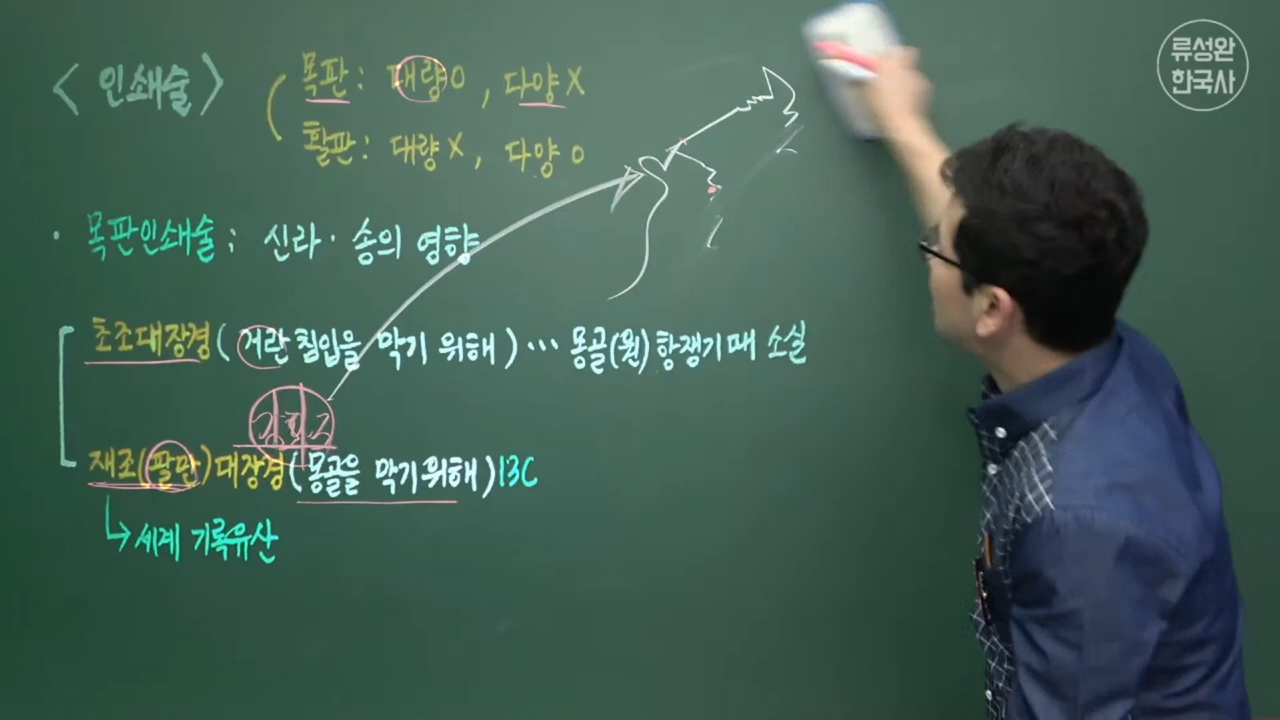 류성완
한국사
< 인쇄술 >
목판 : 대량 O , 다양 X
활판 : 대량 X , 다양 O
· 목판인쇄술 : 신라 · 송의 영향
초조대장경 ( 거란 침입을 막기 위해 ) ··· 몽골(원) 항쟁기 때 소실
재조(팔만)대장경 (몽골을 막기 위해) 13C
↳ 세계 기록유산